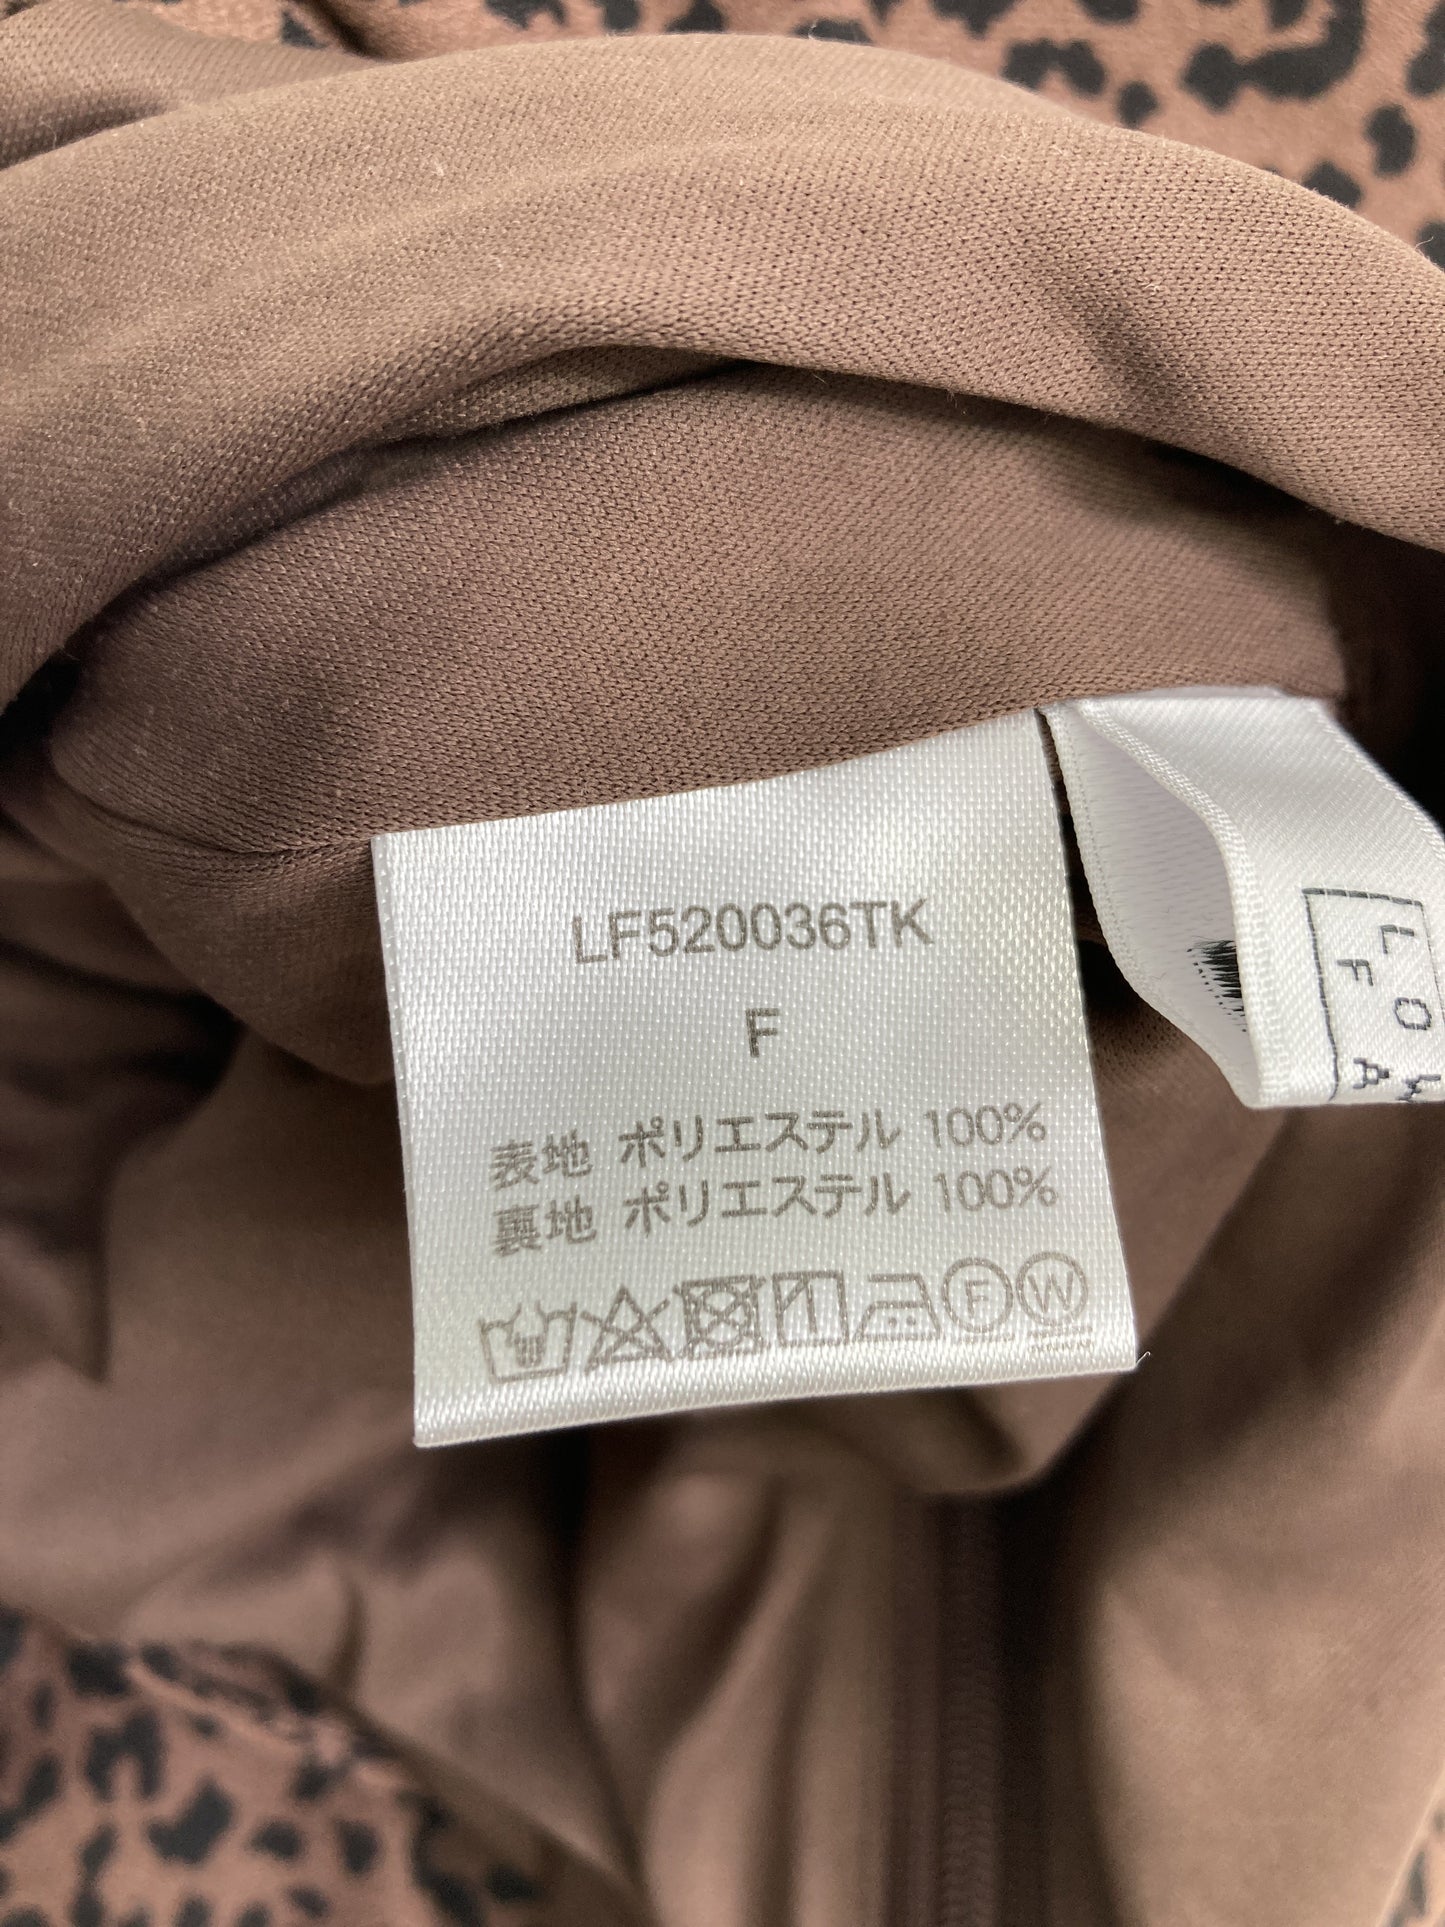 LF520036TK
F
表地 ポリエステル 100%
裏地 ポリエステル 100%
F W
L O W
F A